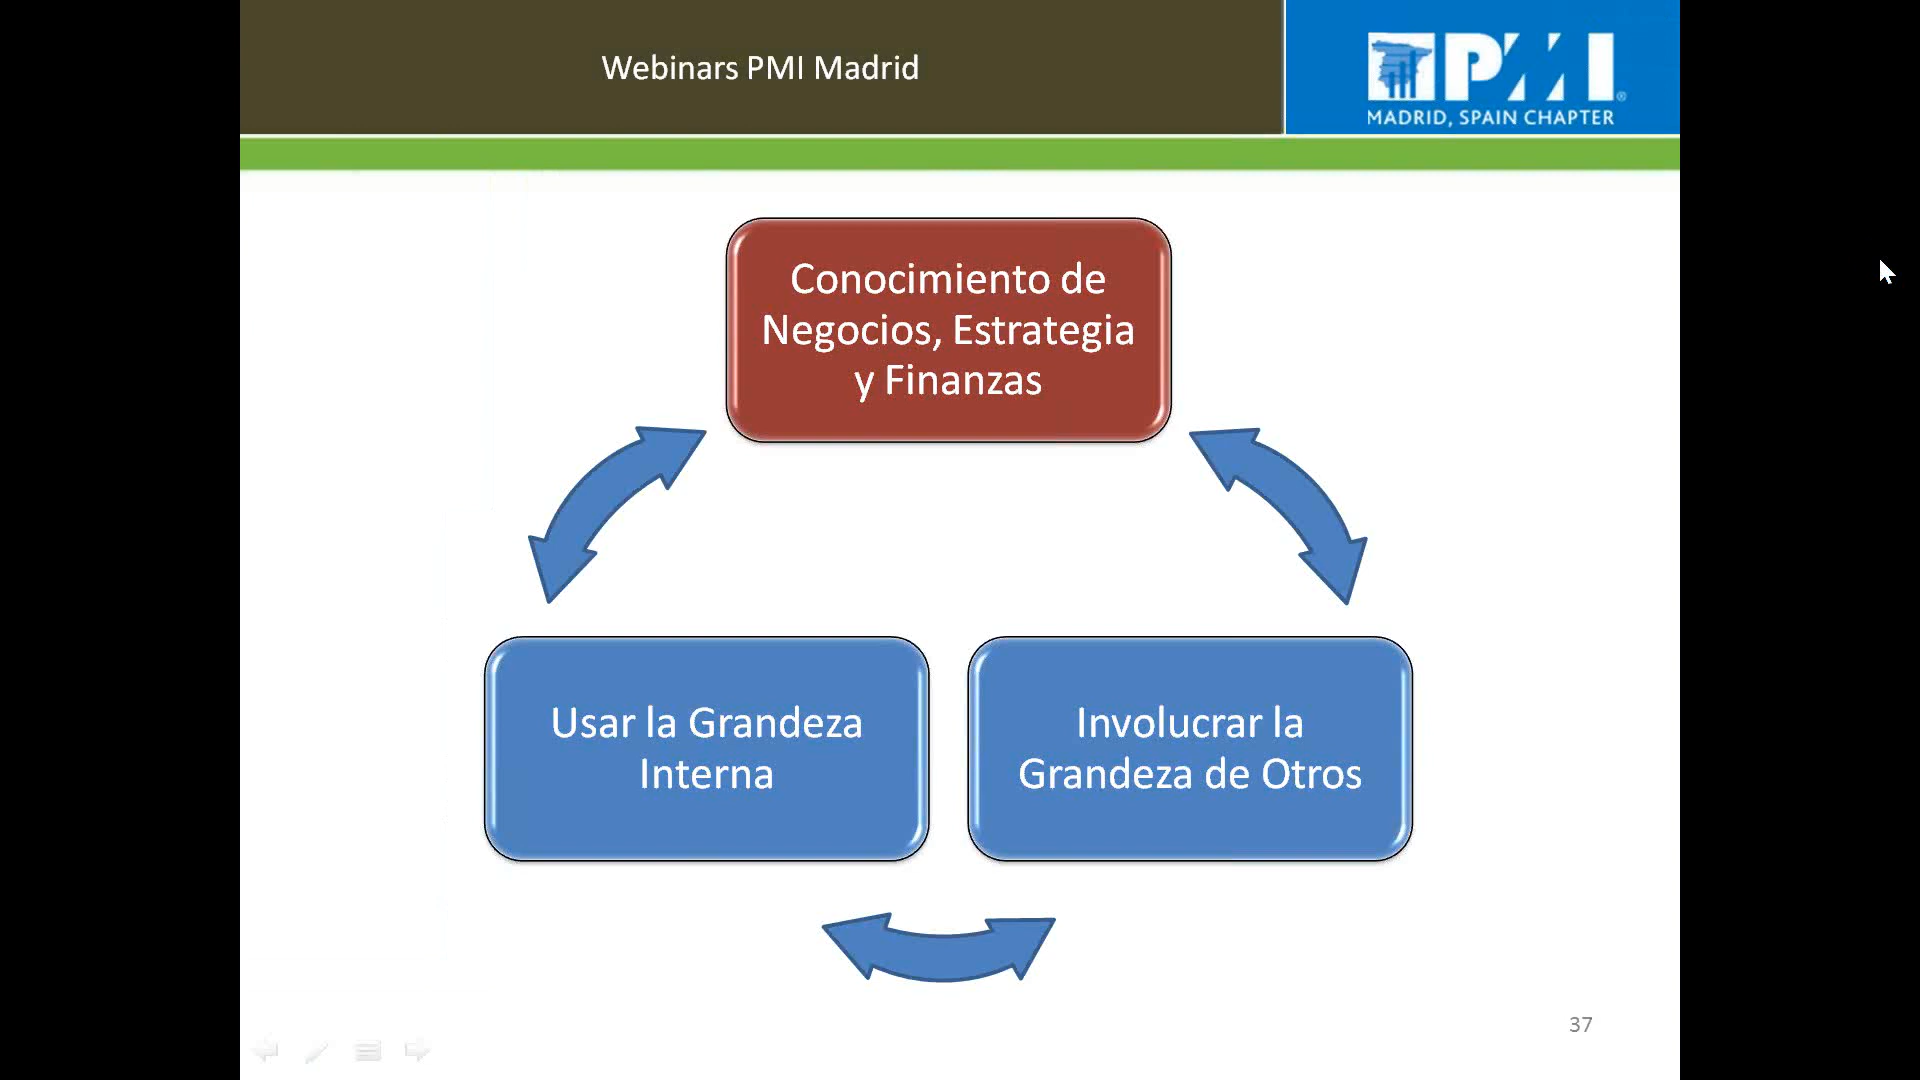 Webinars PMI Madrid
PMI®
MADRID, SPAIN CHAPTER
Conocimiento de
Negocios, Estrategia
y Finanzas
Usar la Grandeza
Interna
Involucrar la
Grandeza de Otros
37